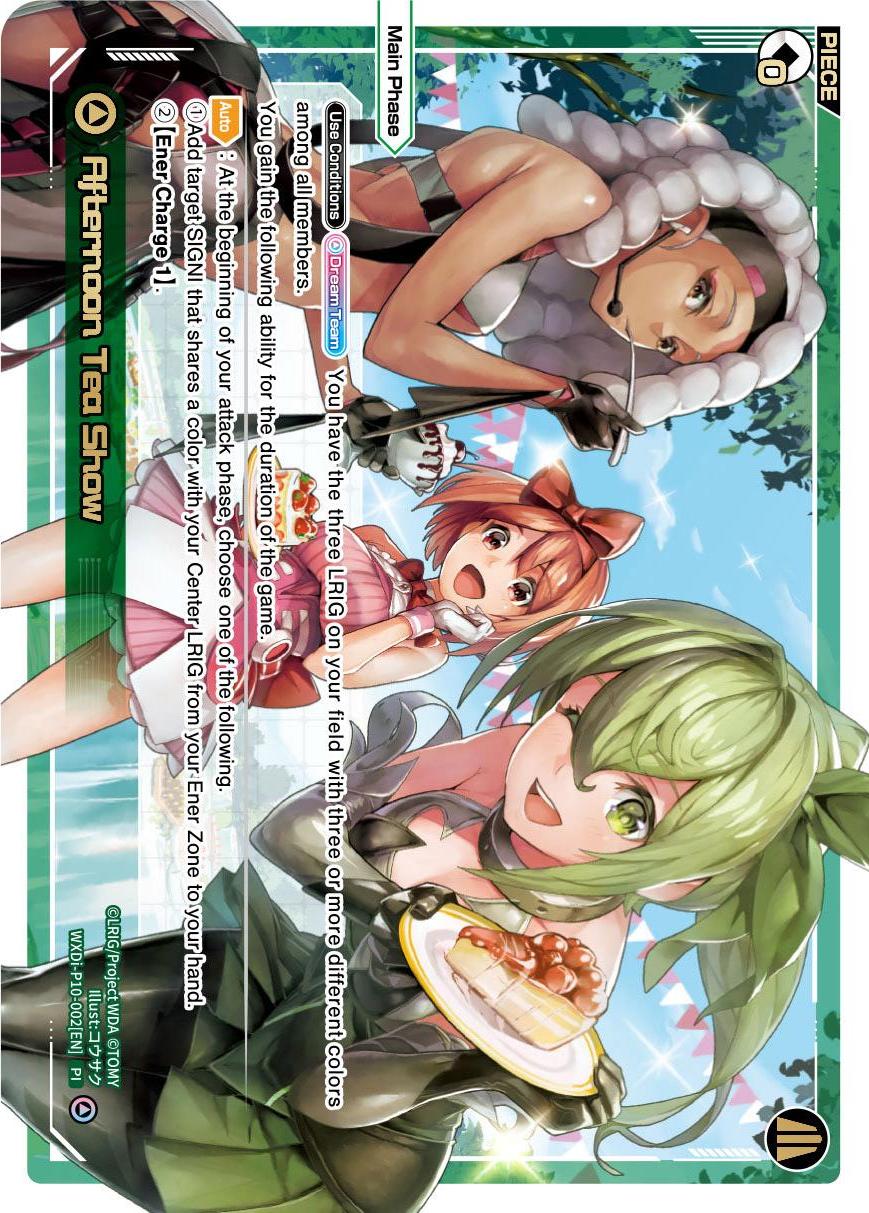 PIECE
0
Main Phase
Use Conditions Dream Team You have the three LRIG on your field with three or more different colors
among all members.
You gain the following ability for the duration of the game.
Auto : At the beginning of your attack phase, choose one of the following.
①Add target SIGNI that shares a color with your Center LRIG from your Ener Zone to your hand.
②【Ener Charge 1】.
Afternoon Tea Show
©LRIG/Project WDA ©TOMY
Illust:コウサク
WXDi-P10-002[EN] PI